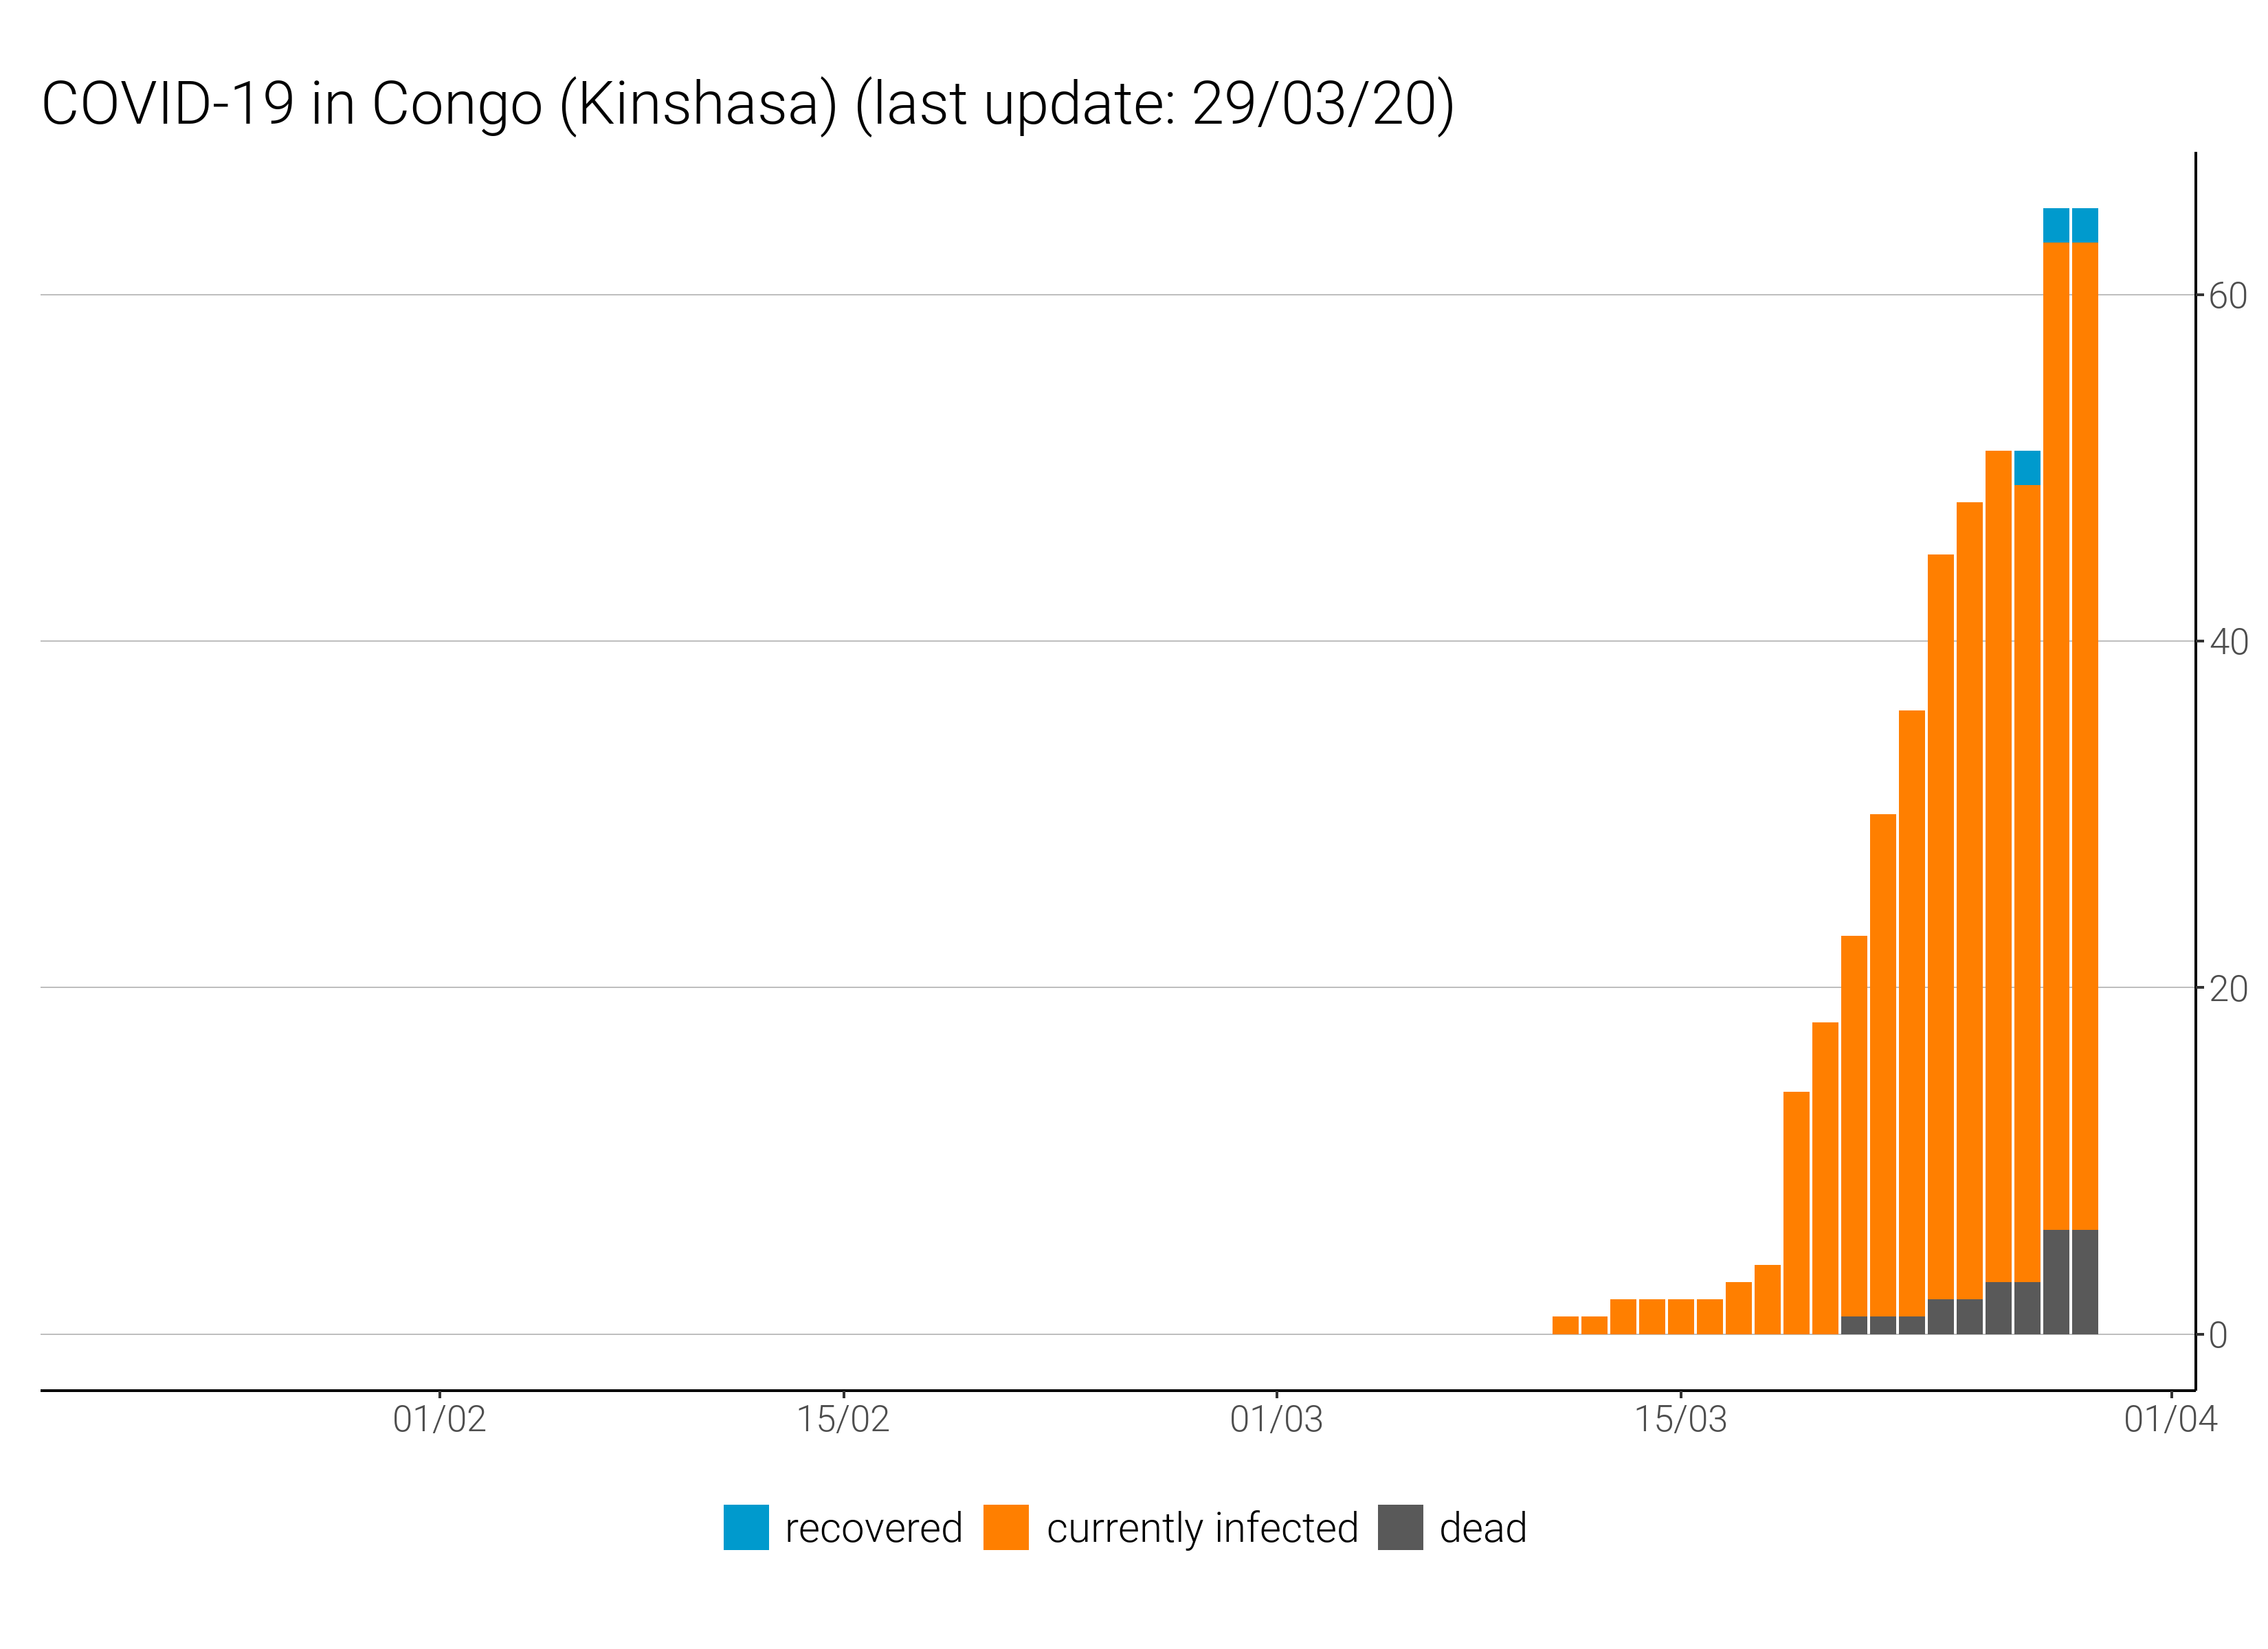 COVID-19 in Congo (Kinshasa) (last update: 29/03/20)
60
40
20
0
01/02 15/02 01/03 15/03 01/04
recovered currently infected dead